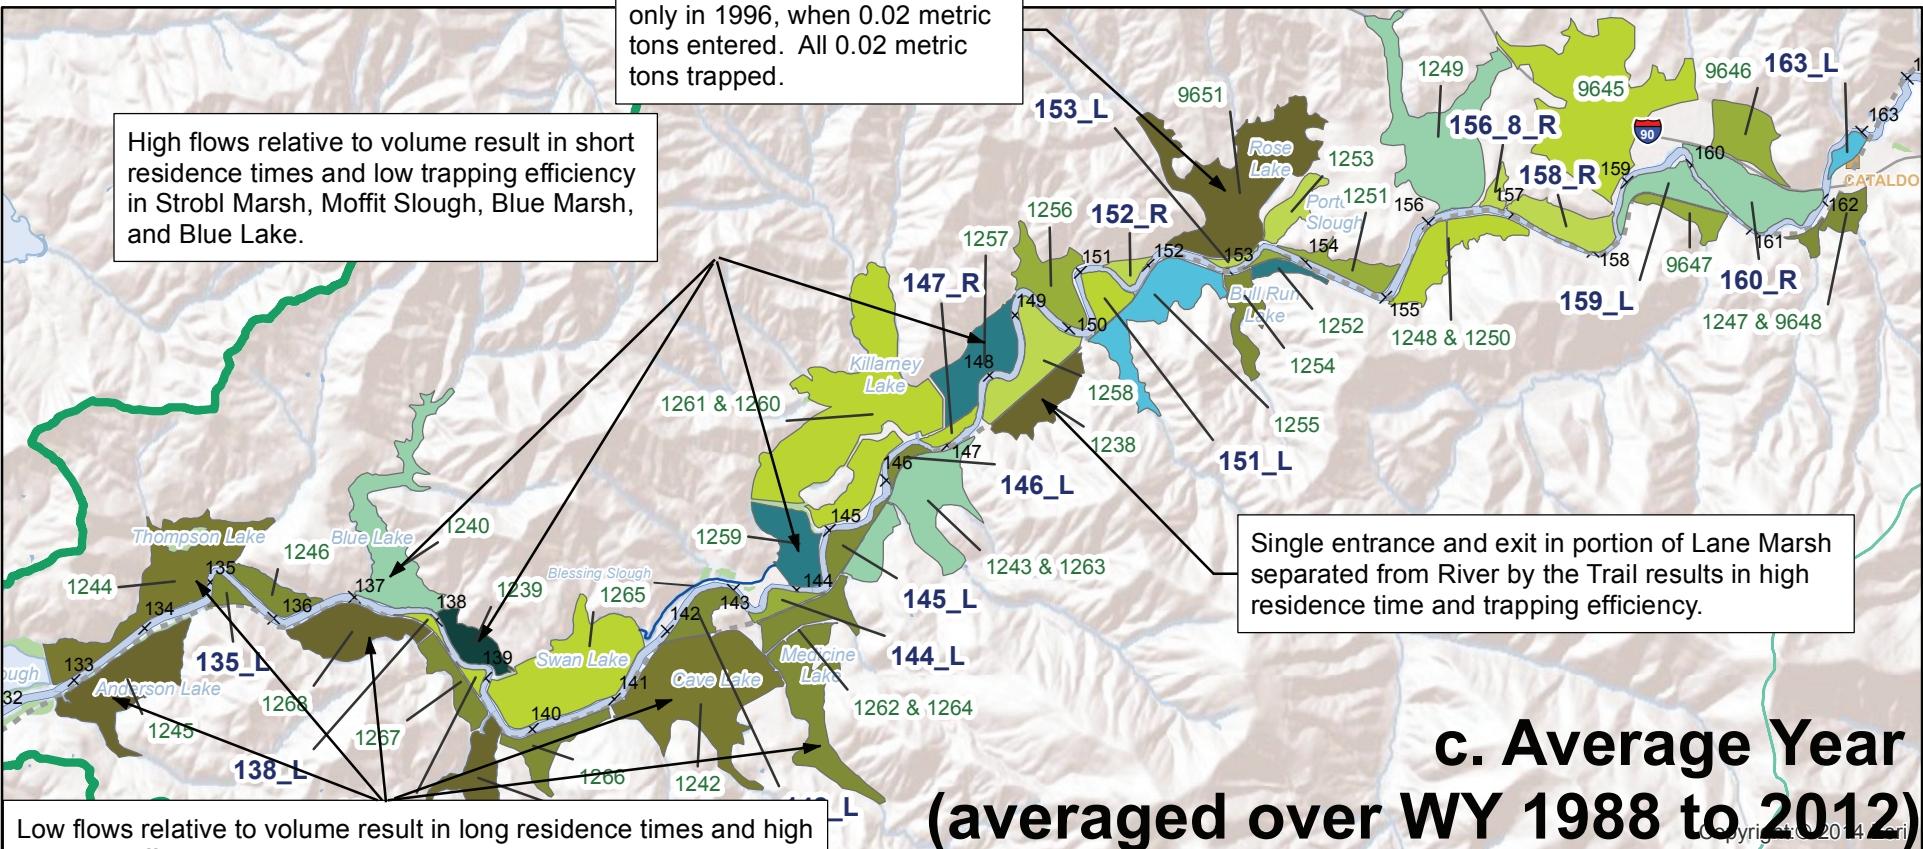 only in 1996, when 0.02 metric
tons entered.  All 0.02 metric
tons trapped.
High flows relative to volume result in short
residence times and low trapping efficiency
in Strobl Marsh, Moffit Slough, Blue Marsh,
and Blue Lake.
153_L
9651
Rose
Lake
1253
1251
Slough
1249
156_8_R
9645
90
9646
163_L
163
158_R
159
160
CATALDO
156
157
162
161
158
9647
160_R
159_L
1247 & 9648
1256
152_R
1257
151
152
153
154
155
147_R
149
150
Bull Run
Lake
1252
1254
1248 & 1250
148
Killarney
Lake
1261 & 1260
1258
1255
1238
151_L
147
146
146_L
145
1259
1243 & 1263
145_L
144
144_L
143
142
Blessing Slough
1265
Single entrance and exit in portion of Lane Marsh
separated from River by the Trail results in high
residence time and trapping efficiency.
Thompson Lake
1246
Blue Lake
1240
1244
135
137
1239
138
134
136
139
133
135_L
Swan Lake
141
Cave Lake
Medicine
Lake
Anderson Lake
32
1268
1245
1267
140
1262 & 1264
138_L
1266
1242
c. Average Year
(averaged over WY 1988 to 2012)
Low flows relative to volume result in long residence times and high